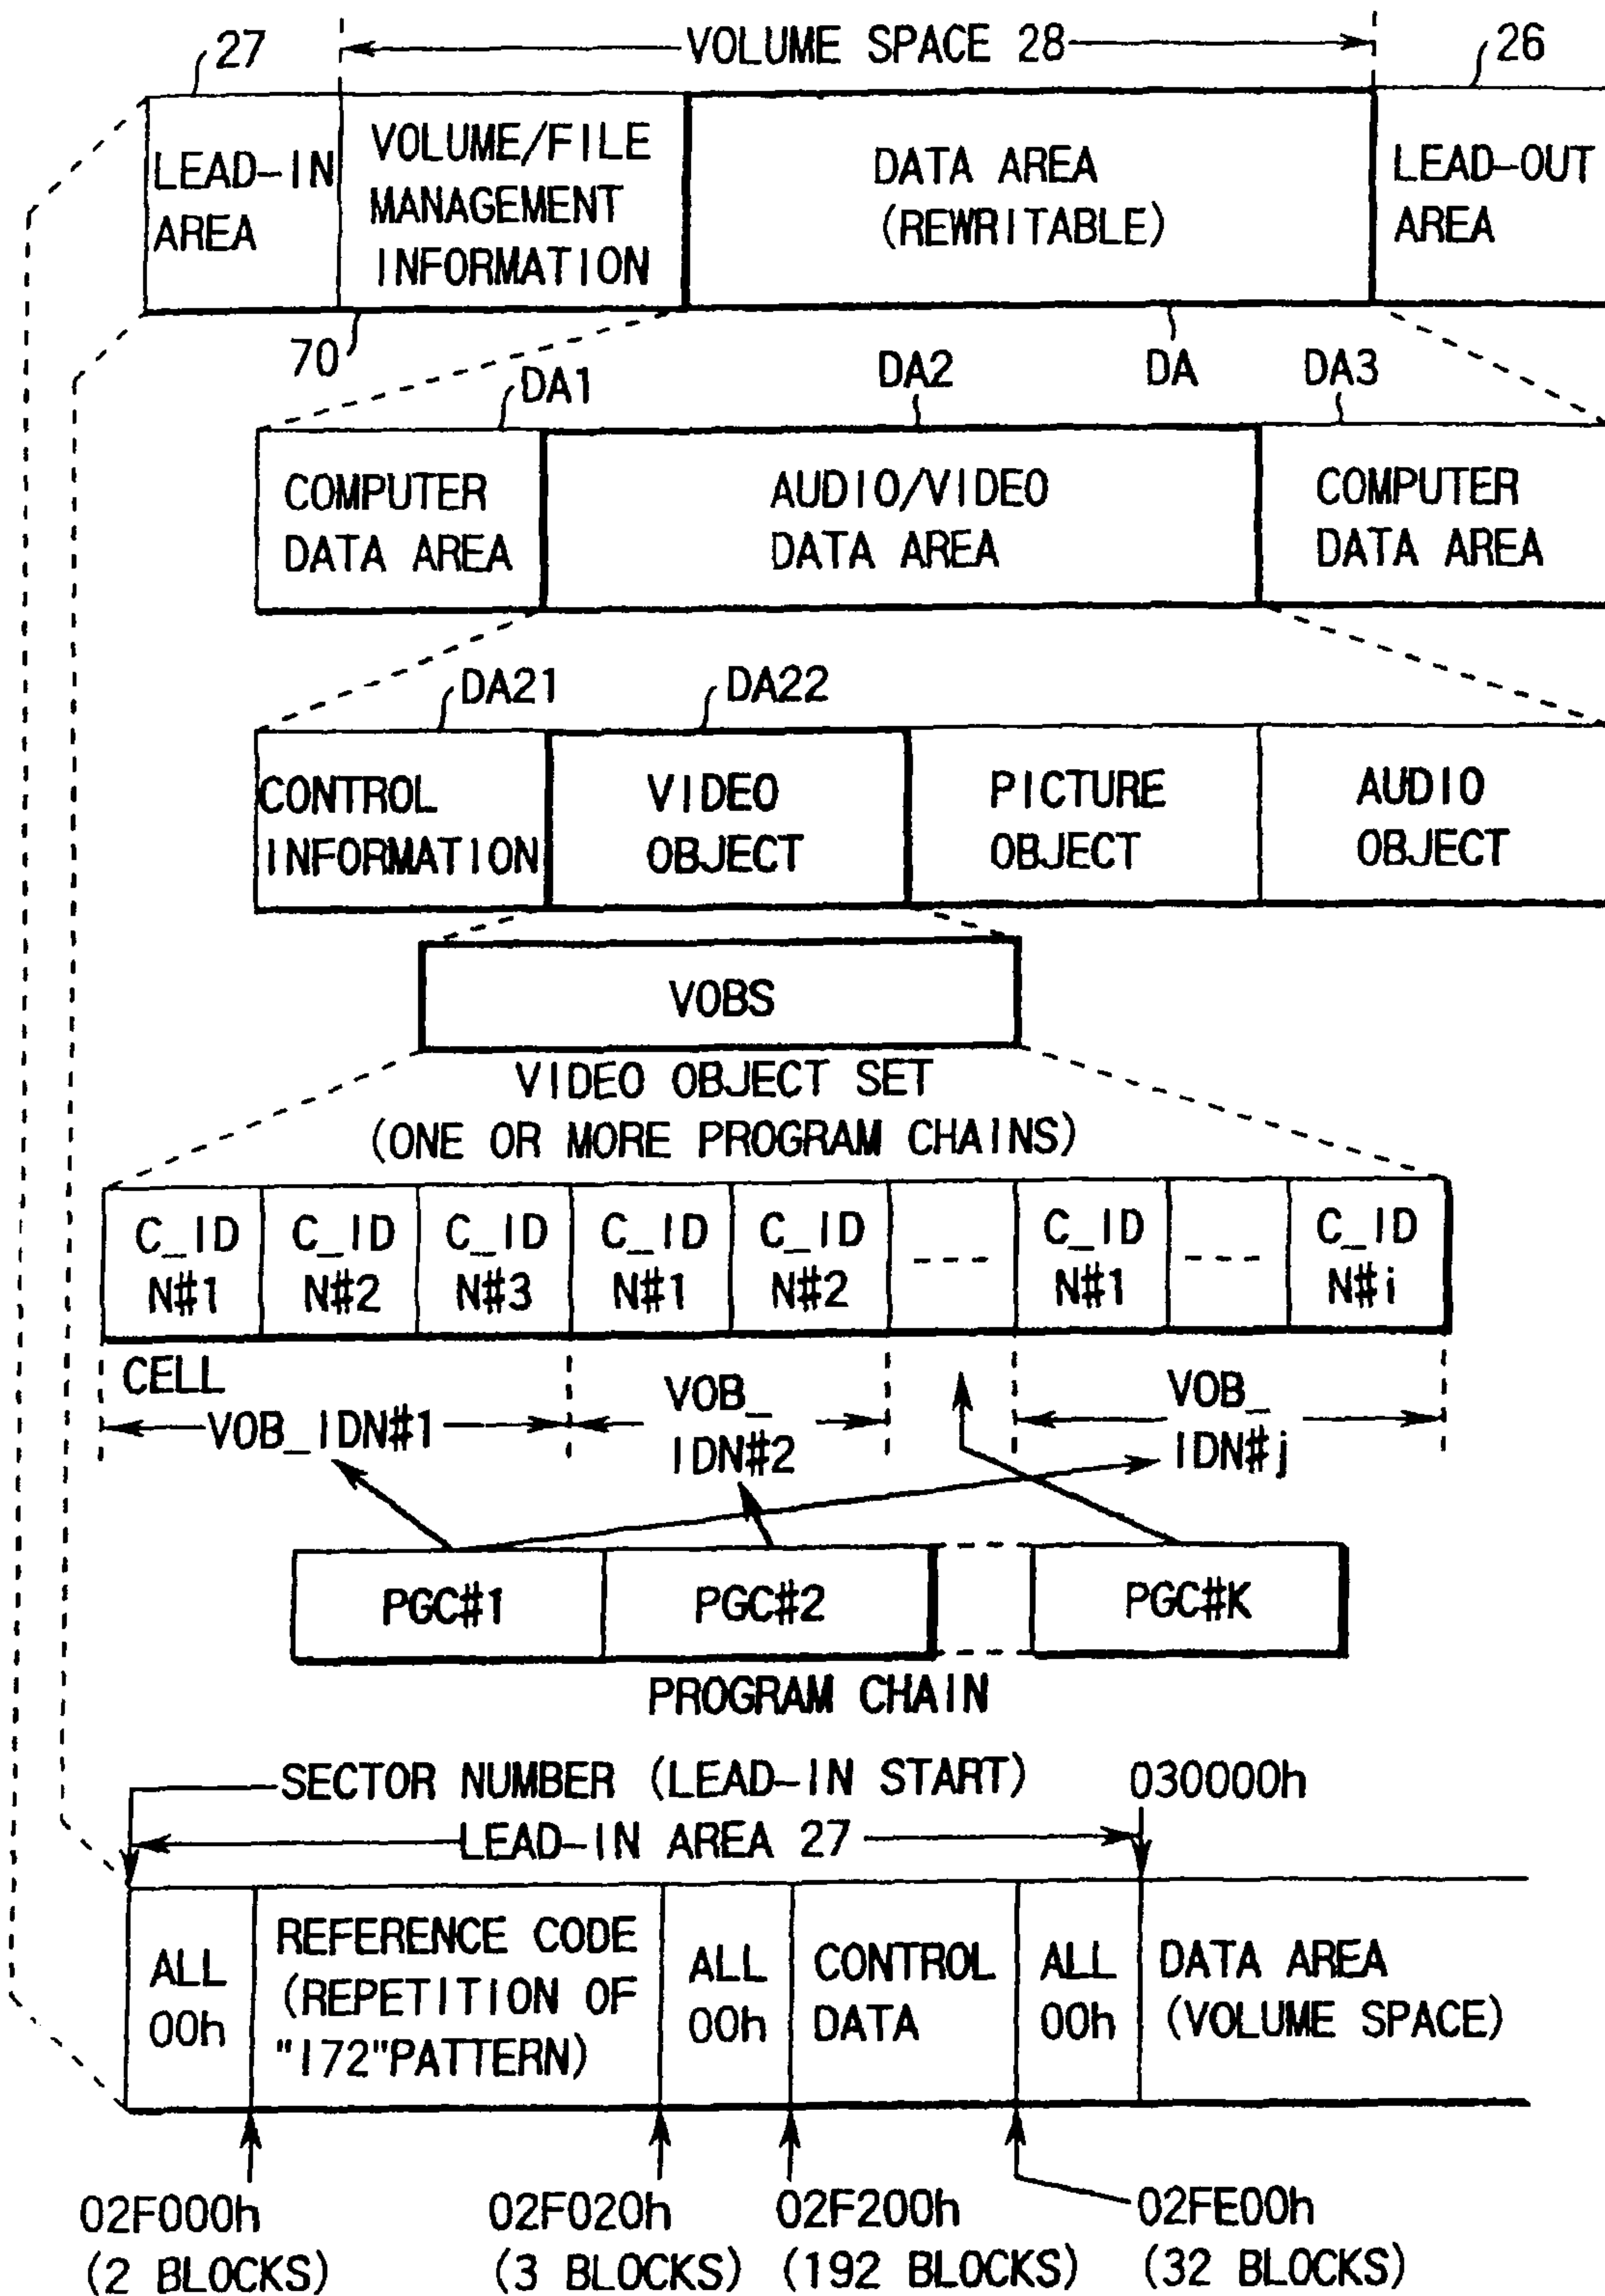 27
VOLUME SPACE 28
26
LEAD-IN AREA
VOLUME/FILE MANAGEMENT INFORMATION
DATA AREA (REWRITABLE)
LEAD-OUT AREA
70
DA1
DA2
DA
DA3
COMPUTER DATA AREA
AUDIO/VIDEO DATA AREA
COMPUTER DATA AREA
DA21
DA22
CONTROL INFORMATION
VIDEO OBJECT
PICTURE OBJECT
AUDIO OBJECT
VOBS
VIDEO OBJECT SET
(ONE OR MORE PROGRAM CHAINS)
C_ID N#1
C_ID N#2
C_ID N#3
C_ID N#1
C_ID N#2
----
C_ID N#1
----
C_ID N#i
CELL
VOB_IDN#1
VOB_ IDN#2
VOB_ IDN#j
PGC#1
PGC#2
PGC#K
PROGRAM CHAIN
SECTOR NUMBER (LEAD-IN START)
030000h
LEAD-IN AREA 27
ALL 00h
REFERENCE CODE (REPETITION OF "172"PATTERN)
ALL 00h
CONTROL DATA
ALL 00h
DATA AREA (VOLUME SPACE)
02F000h
(2 BLOCKS)
02F020h
(3 BLOCKS)
02F200h
(192 BLOCKS)
02FE00h
(32 BLOCKS)